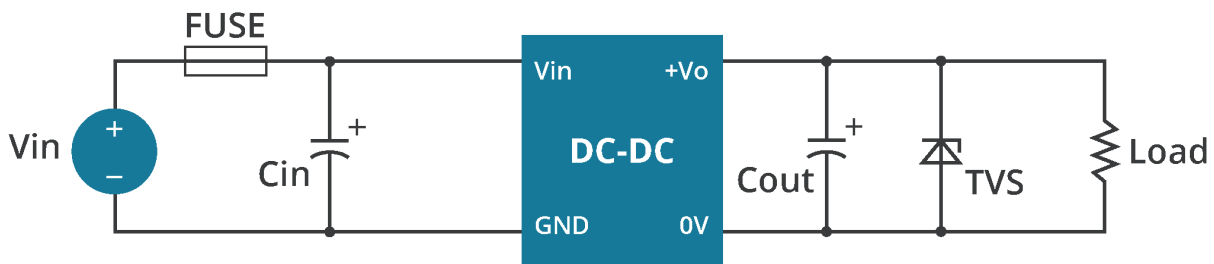 FUSE
Vin
+
−
Cin
+
Vin
+Vo
DC-DC
GND
0V
Cout
+
TVS
Load